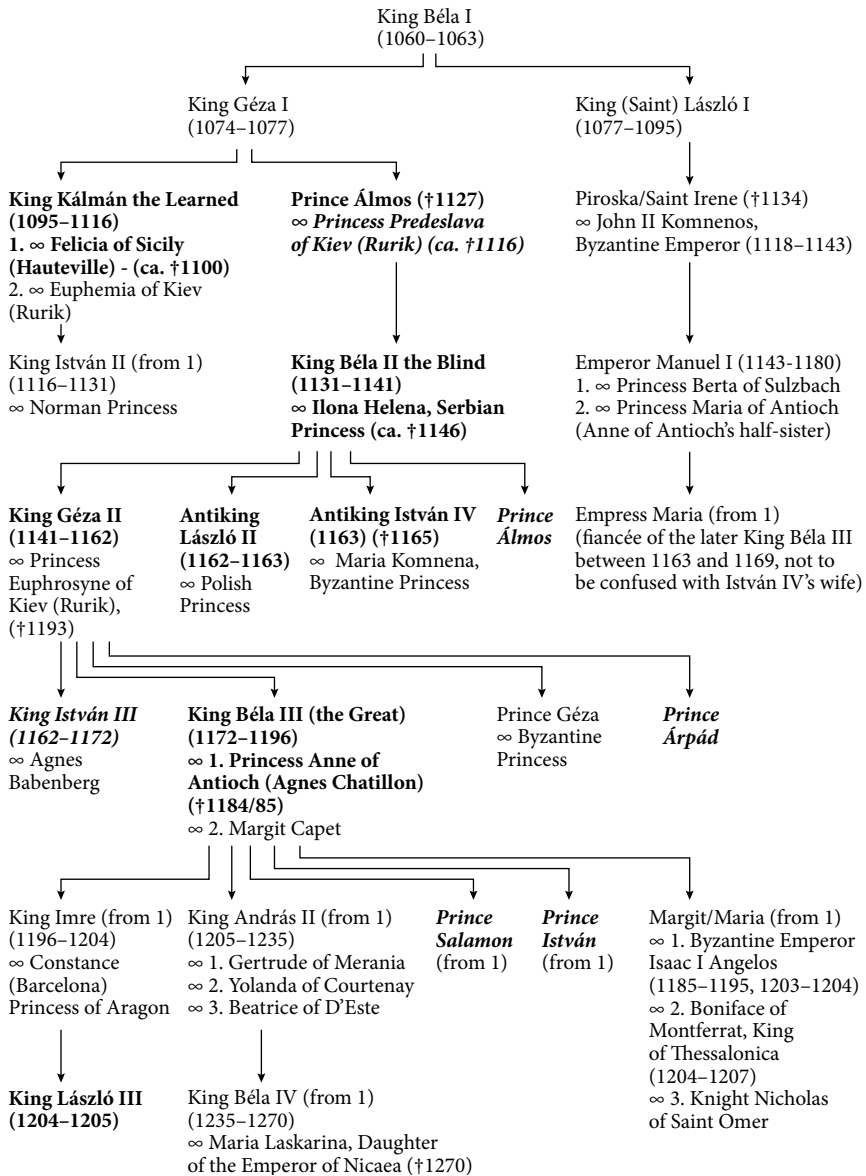 King Béla I
(1060–1063)
King Géza I
(1074–1077)
King (Saint) László I
(1077–1095)
King Kálmán the Learned
(1095–1116)
1. ∞ Felicia of Sicily
(Hauteville) - (ca. †1100)
2. ∞ Euphemia of Kiev
(Rurik)
Prince Álmos (†1127)
∞ Princess Predeslava
of Kiev (Rurik) (ca. †1116)
Piroska/Saint Irene (†1134)
∞ John II Komnenos,
Byzantine Emperor (1118–1143)
King István II (from 1)
(1116–1131)
∞ Norman Princess
King Béla II the Blind
(1131–1141)
∞ Ilona Helena, Serbian
Princess (ca. †1146)
Emperor Manuel I (1143-1180)
1. ∞ Princess Berta of Sulzbach
2. ∞ Princess Maria of Antioch
(Anne of Antioch's half-sister)
King Géza II
(1141–1162)
∞ Princess
Euphrosyne of
Kiev (Rurik),
(†1193)
Antiking
László II
(1162–1163)
∞ Polish
Princess
Antiking István IV
(1163) (†1165)
∞ Maria Komnena,
Byzantine Princess
Prince
Álmos
Empress Maria (from 1)
(fiancée of the later King Béla III
between 1163 and 1169, not to
be confused with István IV's wife)
King István III
(1162–1172)
∞ Agnes
Babenberg
King Béla III (the Great)
(1172–1196)
∞ 1. Princess Anne of
Antioch (Agnes Chatillon)
(†1184/85)
∞ 2. Margit Capet
Prince Géza
∞ Byzantine
Princess
Prince
Árpád
King Imre (from 1)
(1196–1204)
∞ Constance
(Barcelona)
Princess of Aragon
King András II (from 1)
(1205–1235)
∞ 1. Gertrude of Merania
∞ 2. Yolanda of Courtenay
∞ 3. Beatrice of D'Este
Prince
Salamon
(from 1)
Prince
István
(from 1)
Margit/Maria (from 1)
∞ 1. Byzantine Emperor
Isaac I Angelos
(1185–1195, 1203–1204)
∞ 2. Boniface of
Montferrat, King
of Thessalonica
(1204–1207)
∞ 3. Knight Nicholas
of Saint Omer
King László III
(1204–1205)
King Béla IV (from 1)
(1235–1270)
∞ Maria Laskarina, Daughter
of the Emperor of Nicaea (†1270)